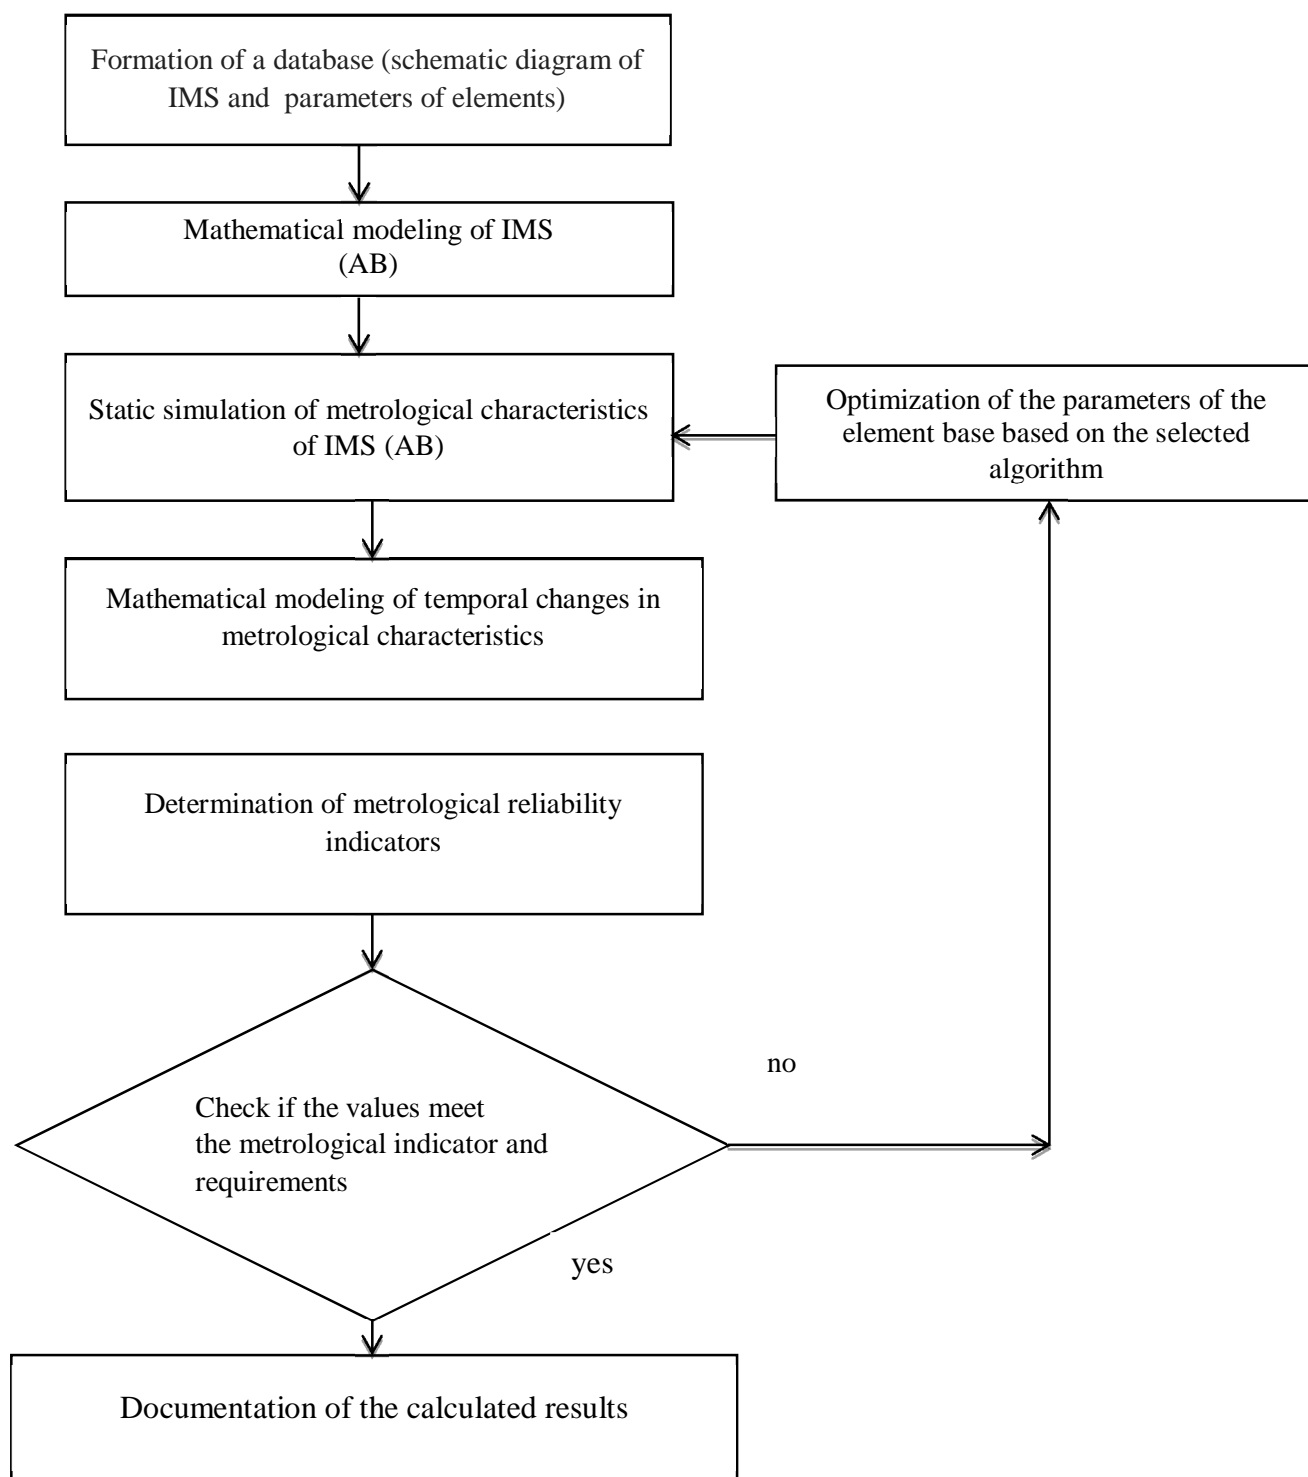 Formation of a database (schematic diagram of
IMS and parameters of elements)
Mathematical modeling of IMS
(AB)
Static simulation of metrological characteristics
of IMS (AB)
Optimization of the parameters of the
element base based on the selected
algorithm
Mathematical modeling of temporal changes in
metrological characteristics
Determination of metrological reliability
indicators
no
Check if the values meet
the metrological indicator and
requirements
yes
Documentation of the calculated results